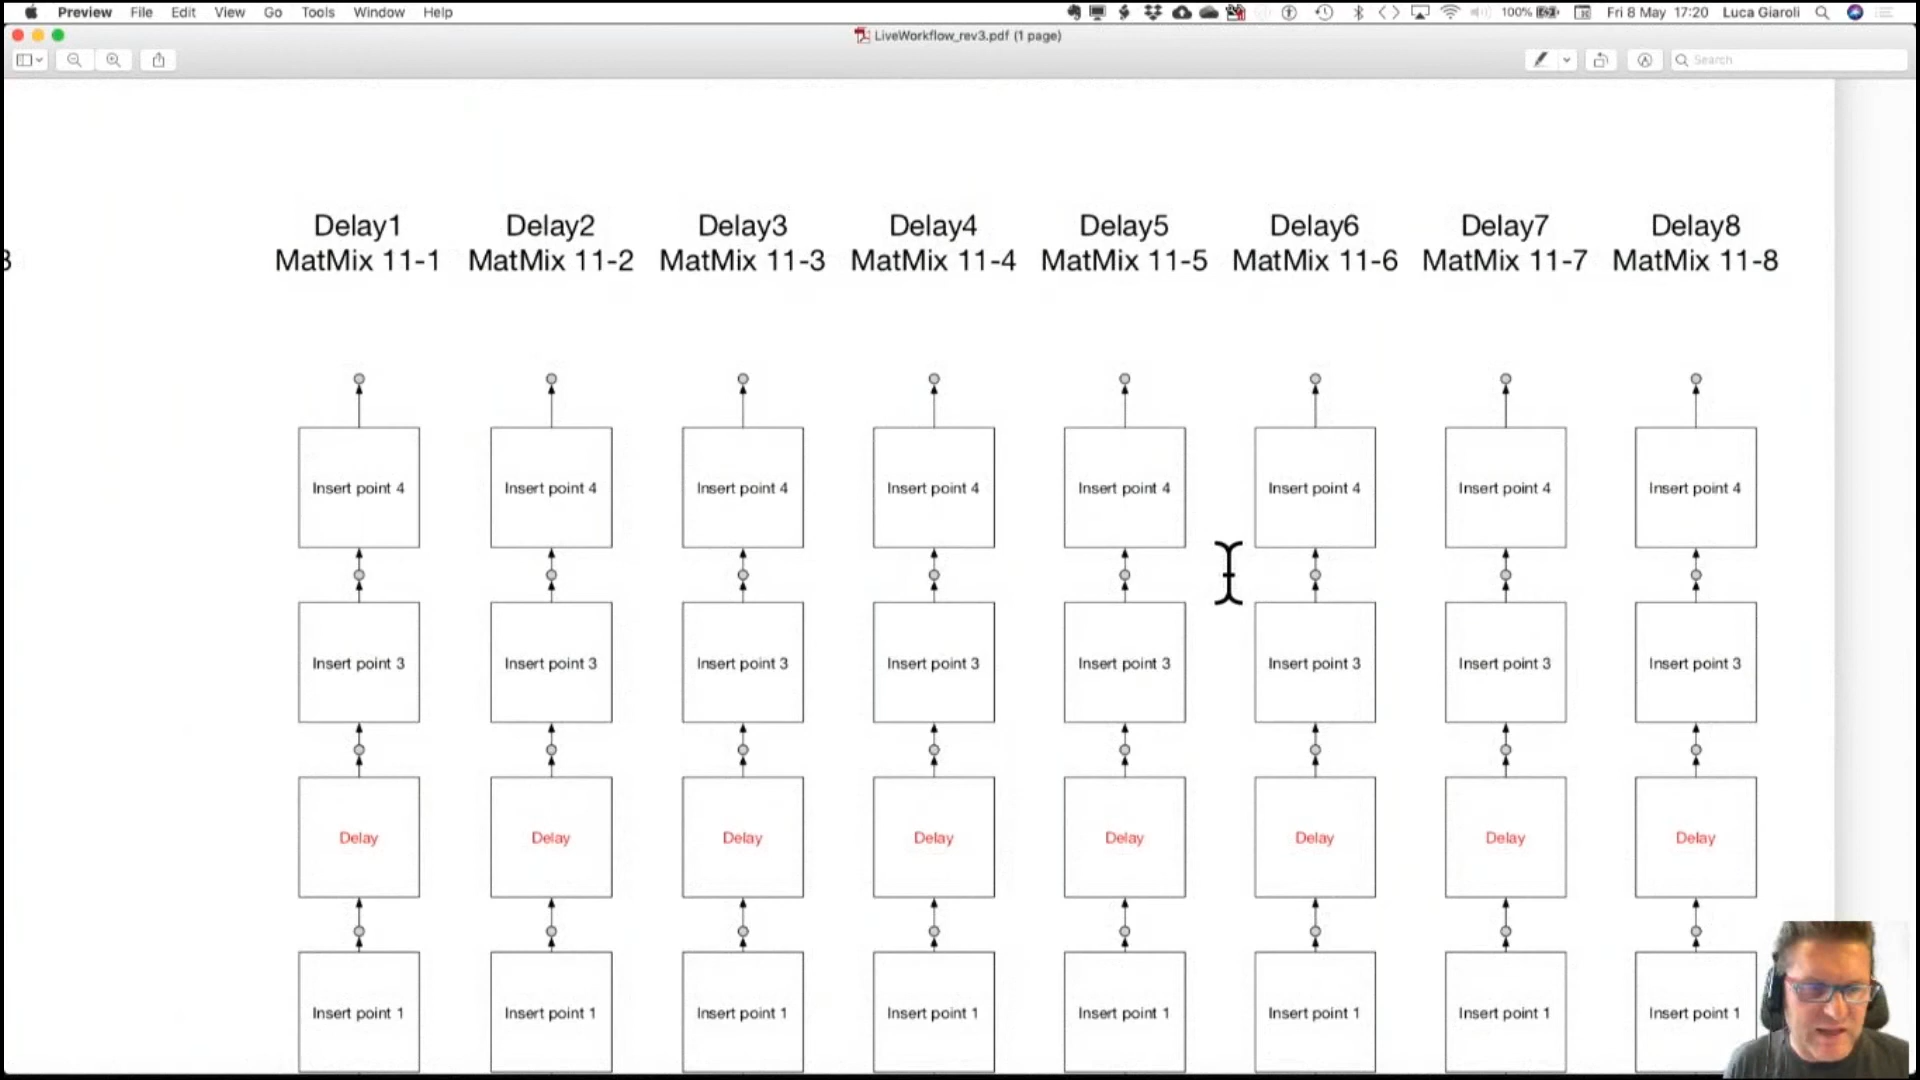 Preview File Edit View Go Tools Window Help 100% Fri 8 May 17:20 Luca Giaroli
LiveWorkflow_rev3.pdf (1 page)
Search
Delay1 Delay2 Delay3 Delay4 Delay5 Delay6 Delay7 Delay8
MatMix 11-1 MatMix 11-2 MatMix 11-3 MatMix 11-4 MatMix 11-5 MatMix 11-6 MatMix 11-7 MatMix 11-8
Insert point 4 Insert point 4 Insert point 4 Insert point 4 Insert point 4 Insert point 4 Insert point 4 Insert point 4
Insert point 3 Insert point 3 Insert point 3 Insert point 3 Insert point 3 Insert point 3 Insert point 3 Insert point 3
Delay Delay Delay Delay Delay Delay Delay Delay
Insert point 1 Insert point 1 Insert point 1 Insert point 1 Insert point 1 Insert point 1 Insert point 1 Insert point 1